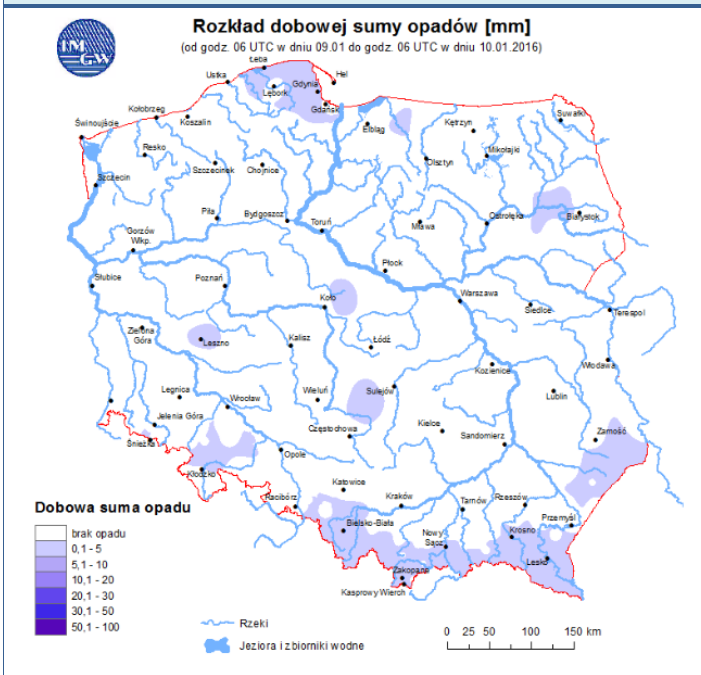 Rozkład dobowej sumy opadów [mm]
(od godz. 06 UTC w dniu 09.01 do godz. 06 UTC w dniu 10.01.2016)
IM
GW
Łeba
Ustka
Hel
Lębork
Gdynia
Gdańsk
Kołobrzeg
Koszalin
Świnoujście
Elbląg
Kętrzyn
Suwałki
Resko
Szczecinek
Chojnice
Olsztyn
Mikołajki
Szczecin
Piła
Bydgoszcz
Toruń
Mława
Ostrołęka
Białystok
Gorzów
Wlkp.
Płock
Słubice
Poznań
Koło
Warszawa
Siedlce
Terespol
Zielona
Góra
Leszno
Kalisz
Łódź
Kozienice
Włodawa
Legnica
Wrocław
Wieluń
Sulejów
Lublin
Jelenia Góra
Śnieżka
Częstochowa
Kielce
Sandomierz
Zamość
Kłodzko
Opole
Racibórz
Katowice
Kraków
Tarnów
Rzeszów
Przemyśl
Bielsko-Biała
Nowy
Sącz
Krosno
Lesko
Zakopane
Kasprowy Wierch
Dobowa suma opadu
brak opadu
0,1 - 5
5,1 - 10
10,1 - 20
20,1 - 30
30,1 - 50
50,1 - 100
Rzeki
Jeziora i zbiorniki wodne
0 25 50 100 150 km